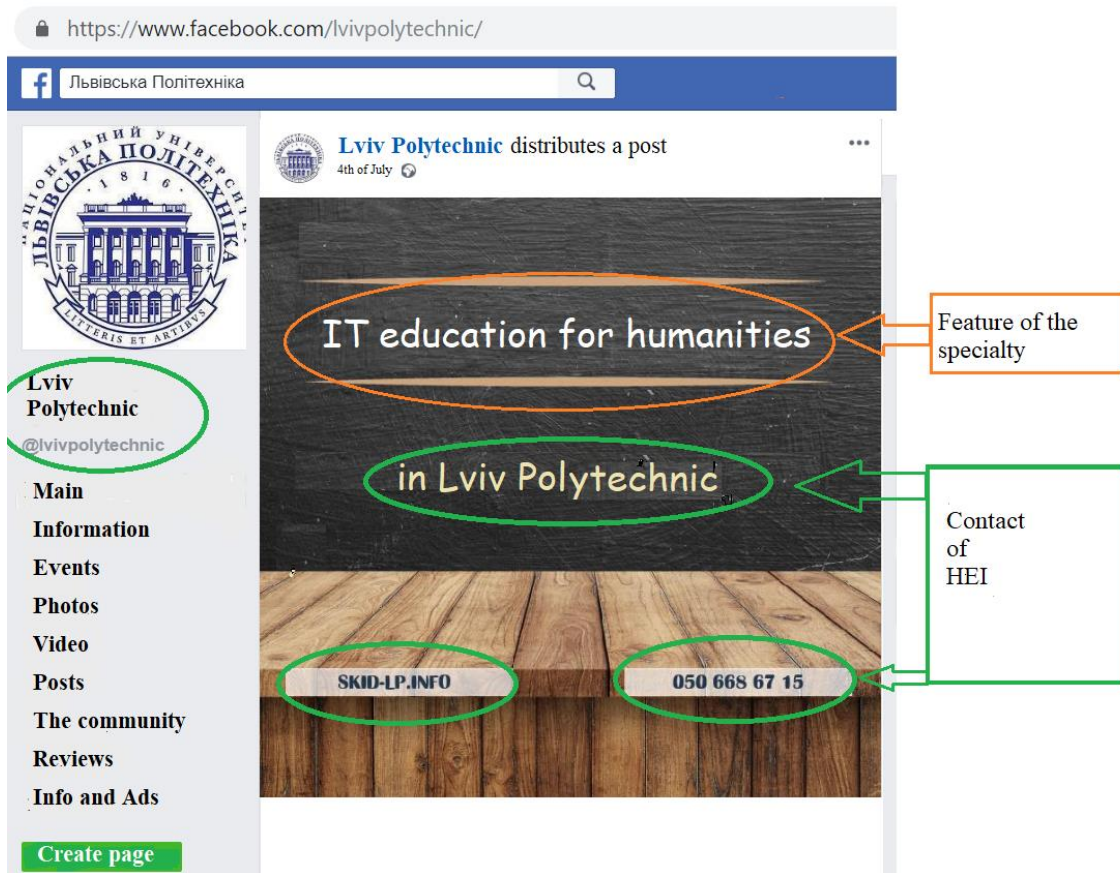 https://www.facebook.com/lvivpolytechnic/
Львівська Політехніка
НАЦІОНАЛЬНИЙ УНІВЕРСИТЕТ
ЛЬВІВСЬКА ПОЛІТЕХНІКА
1816
LITTERIS ET ARTIBUS
Lviv
Polytechnic
@lvivpolytechnic
Main
Information
Events
Photos
Video
Posts
The community
Reviews
Info and Ads
Create page
Lviv Polytechnic distributes a post
4th of July
IT education for humanities
in Lviv Polytechnic
SKID-LP.INFO
050 668 67 15
Feature of the
specialty
Contact
of
HEI